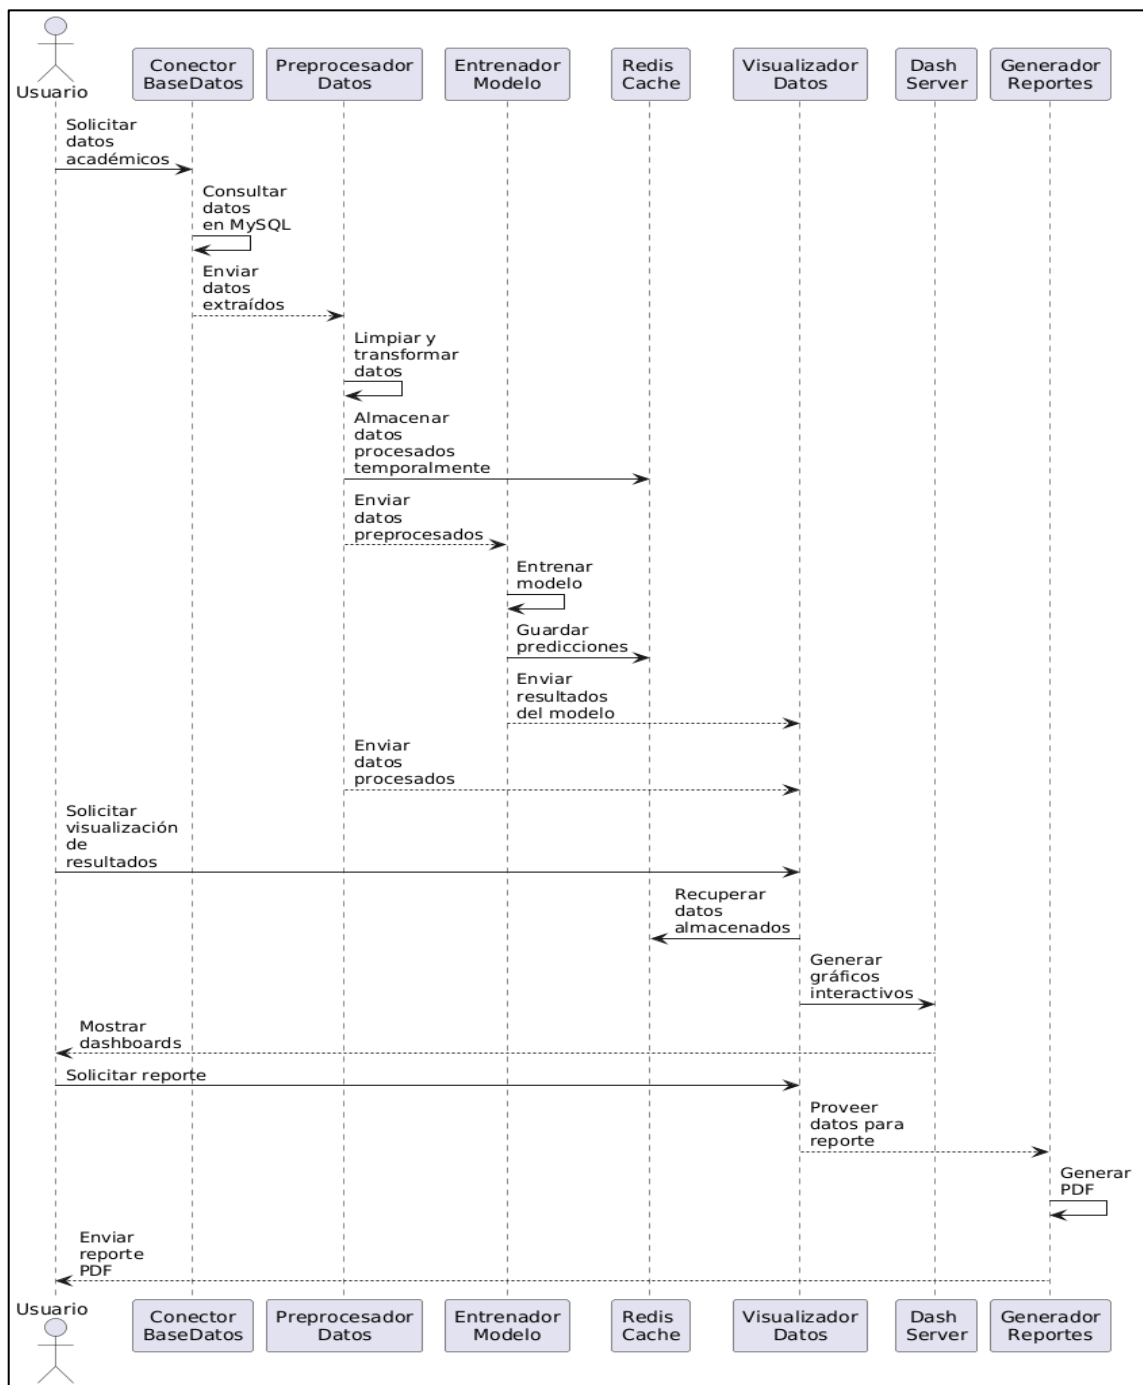 Usuario
Conector
BaseDatos
Preprocesador
Datos
Entrenador
Modelo
Redis
Cache
Visualizador
Datos
Dash
Server
Generador
Reportes
Solicitar
datos
académicos
Consultar
datos
en MySQL
Enviar
datos
extraídos
Limpiar y
transformar
datos
Almacenar
datos
procesados
temporalmente
Enviar
datos
preprocesados
Entrenar
modelo
Guardar
predicciones
Enviar
resultados
del modelo
Enviar
datos
procesados
Solicitar
visualización
de
resultados
Recuperar
datos
almacenados
Generar
gráficos
interactivos
Mostrar
dashboards
Solicitar reporte
Proveer
datos para
reporte
Generar
PDF
Enviar
reporte
PDF
Usuario
Conector
BaseDatos
Preprocesador
Datos
Entrenador
Modelo
Redis
Cache
Visualizador
Datos
Dash
Server
Generador
Reportes